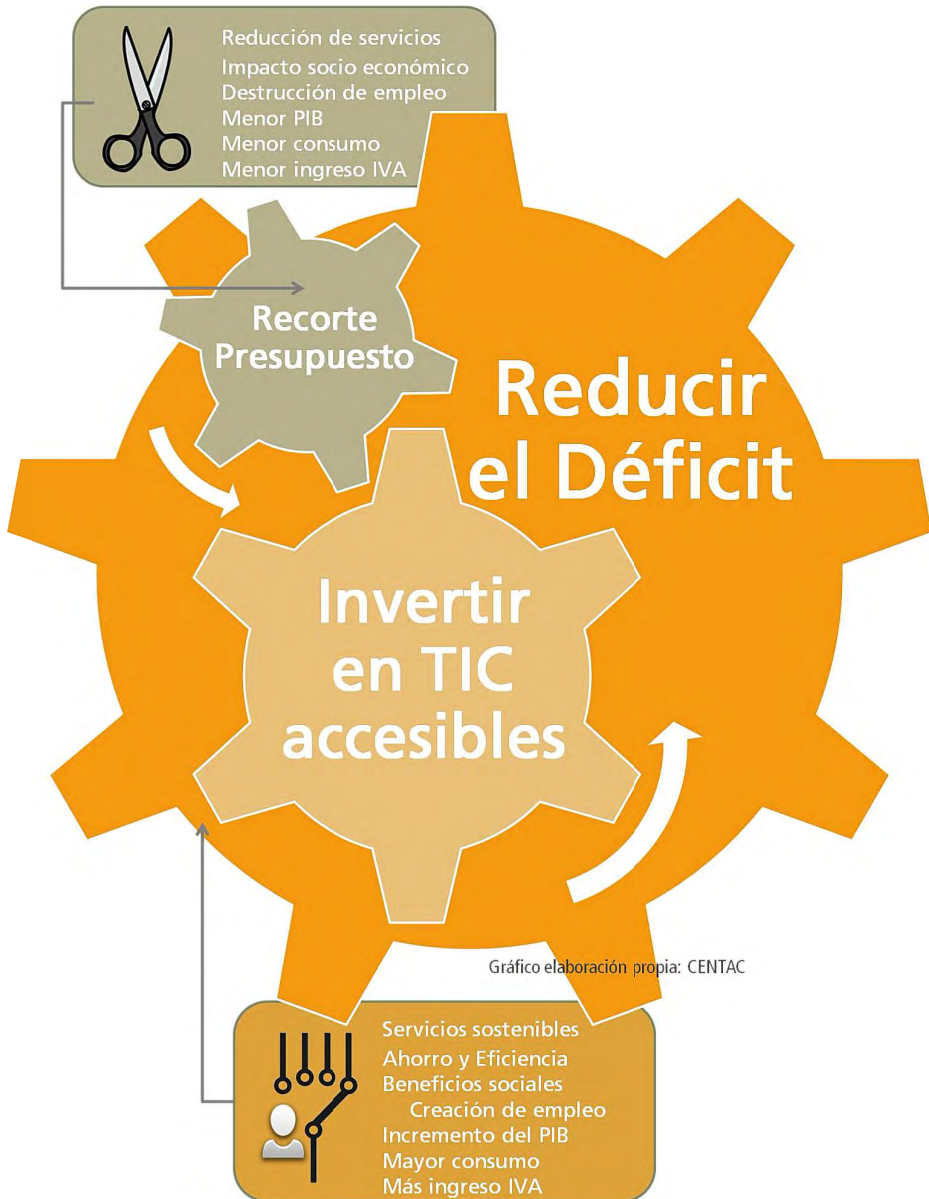 Reducción de servicios
Impacto socio económico
Destrucción de empleo
Menor PIB
Menor consumo
Menor ingreso IVA
Recorte
Presupuesto
Reducir
el Déficit
Invertir
en TIC
accesibles
Gráfico elaboración propia: CENTAC
Servicios sostenibles
Ahorro y Eficiencia
Beneficios sociales
Creación de empleo
Incremento del PIB
Mayor consumo
Más ingreso IVA